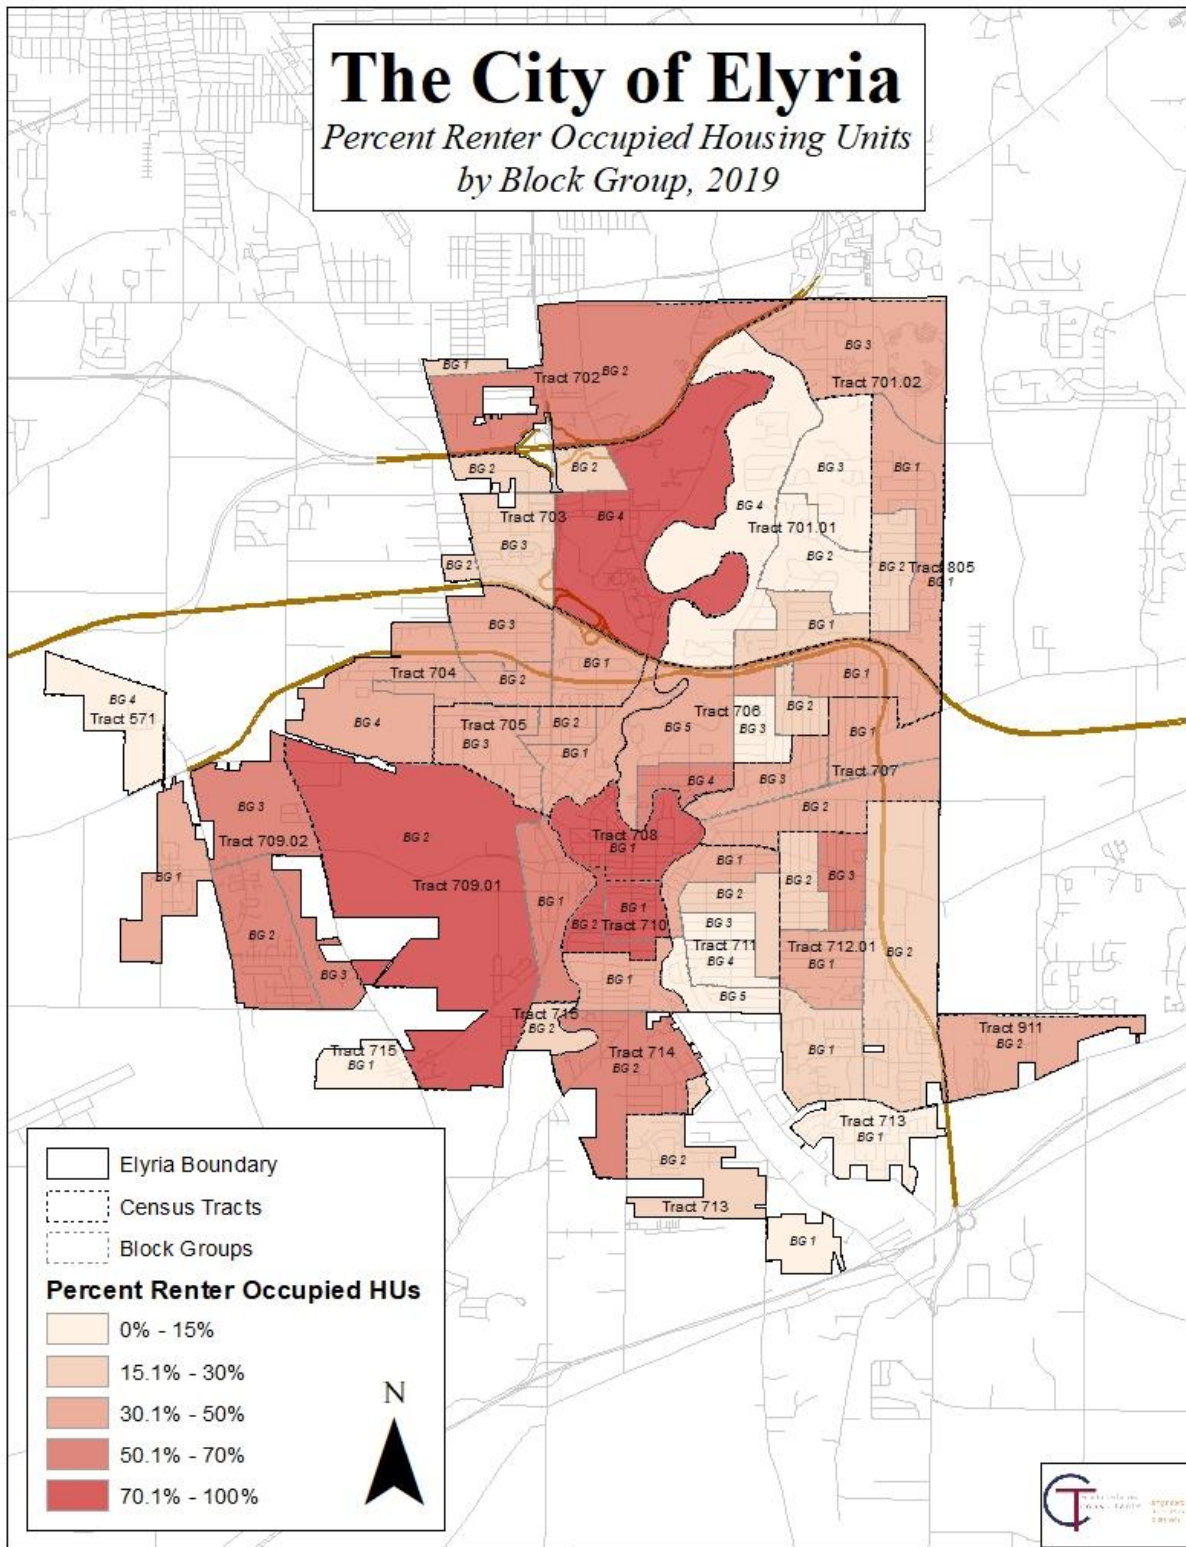 The City of Elyria
Percent Renter Occupied Housing Units
by Block Group, 2019
BG 3
BG 1
BG 2
Tract 702
Tract 701.02
BG 2
BG 2
BG 3
BG 1
BG 4
BG 4
Tract 703
Tract 701.01
BG 3
BG 2
BG 2
BG 2
Tract 805
BG 1
BG 3
BG 1
BG 1
Tract 704
BG 2
BG 1
BG 4
Tract 571
BG 2
Tract 706
BG 4
Tract 705
BG 2
BG 5
BG 3
BG 1
BG 3
BG 1
Tract 707
BG 4
BG 3
BG 3
BG 2
Tract 709.02
BG 2
Tract 708
BG 1
BG 1
BG 1
BG 2
BG 3
Tract 709.01
BG 2
BG 1
BG 1
BG 3
BG 2
Tract 710
BG 2
Tract 711
Tract 712.01
BG 2
BG 4
BG 1
BG 3
BG 1
BG 5
Tract 715
BG 2
Tract 911
BG 2
Tract 715
BG 1
Tract 714
BG 2
BG 1
Tract 713
BG 1
BG 2
Tract 713
BG 1
Elyria Boundary
Census Tracts
Block Groups
Percent Renter Occupied HUs
0% - 15%
15.1% - 30%
30.1% - 50%
50.1% - 70%
70.1% - 100%
N